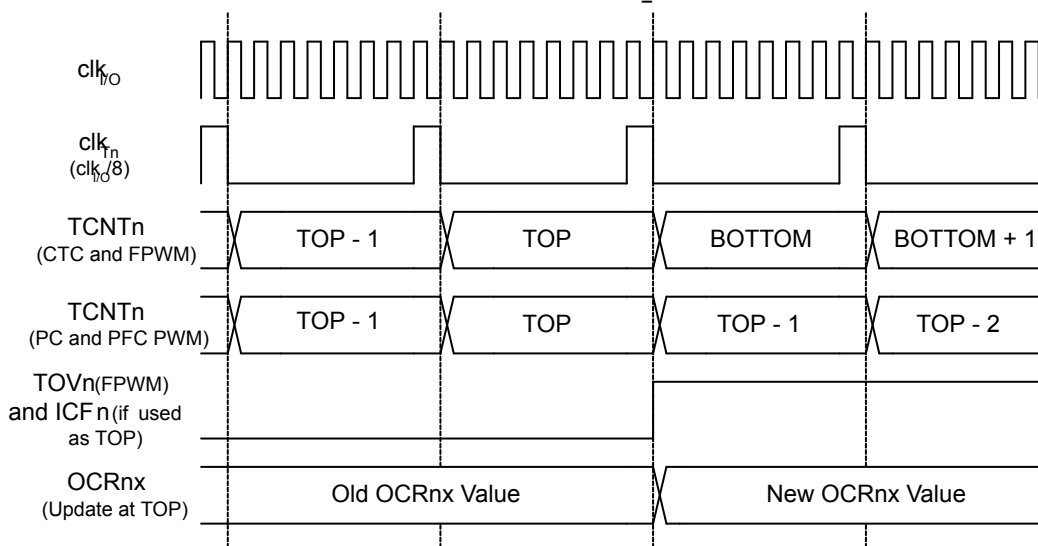 clkI/O
clkTn
(clkI/O/8)
TCNTn
(CTC and FPWM)
TOP - 1
TOP
BOTTOM
BOTTOM + 1
TCNTn
(PC and PFC PWM)
TOP - 1
TOP
TOP - 1
TOP - 2
TOVn(FPWM)
and ICFn(if used
as TOP)
OCRnx
(Update at TOP)
Old OCRnx Value
New OCRnx Value